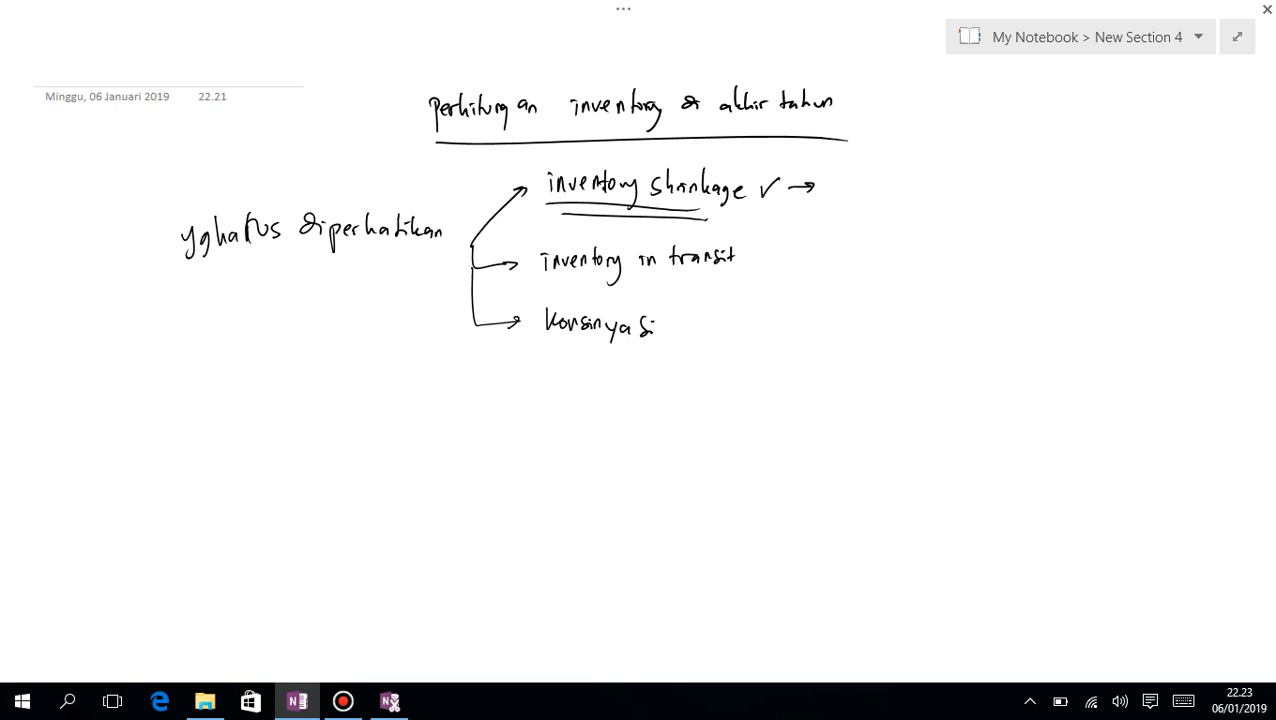 ...
My Notebook > New Section 4
Minggu, 06 Januari 2019 22.21
Perhitungan inventory di akhir tahun
inventory shrinkage ✓ →
yg harus diperhatikan
inventory in transit
konsinyasi
22.23
06/01/2019